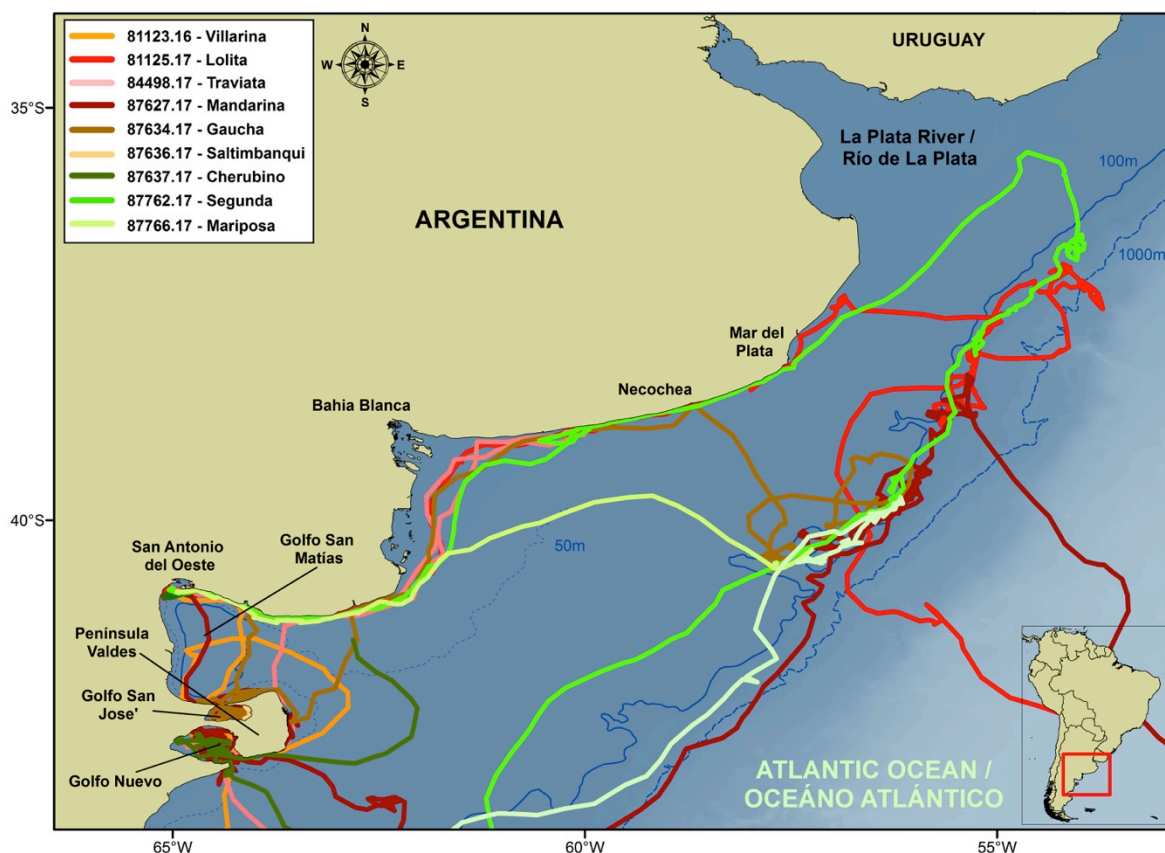 81123.16 - Villarina
81125.17 - Lolita
84498.17 - Traviata
87627.17 - Mandarina
87634.17 - Gaucha
87636.17 - Saltimbanqui
87637.17 - Cherubino
87762.17 - Segunda
87766.17 - Mariposa
N
W E
S
URUGUAY
35°S
La Plata River /
Río de La Plata
100m
ARGENTINA
1000m
Mar del
Plata
Necochea
Bahia Blanca
40°S
50m
San Antonio
del Oeste
Golfo San
Matías
Península
Valdes
Golfo San
Jose'
Golfo Nuevo
ATLANTIC OCEAN /
OCEÁNO ATLÁNTICO
65°W
60°W
55°W